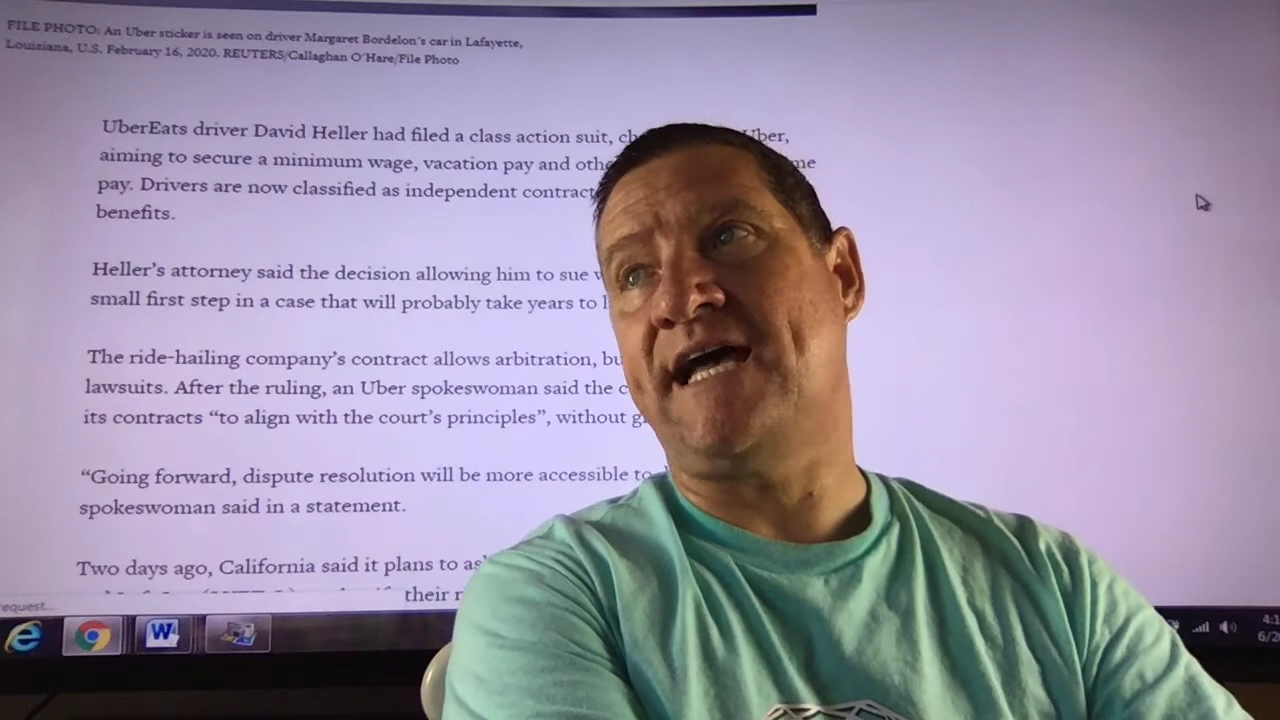 FILE PHOTO: An Uber sticker is seen on driver Margaret Bordelon's car in Lafayette,
Louisiana, U.S. February 16, 2020. REUTERS/Callaghan O'Hare/File Photo
UberEats driver David Heller had filed a class action suit, Uber,
aiming to secure a minimum wage, vacation pay and
pay. Drivers are now classified as independent
benefits.
Heller's attorney said the decision allowing him to sue
small first step in a case that will probably take years to
The ride-hailing company's contract allows arbitration,
lawsuits. After the ruling, an Uber spokeswoman said the
its contracts “to align with the court's principles”, without
“Going forward, dispute resolution will be more accessible to
spokeswoman said in a statement.
Two days ago, California said it plans to
their
W